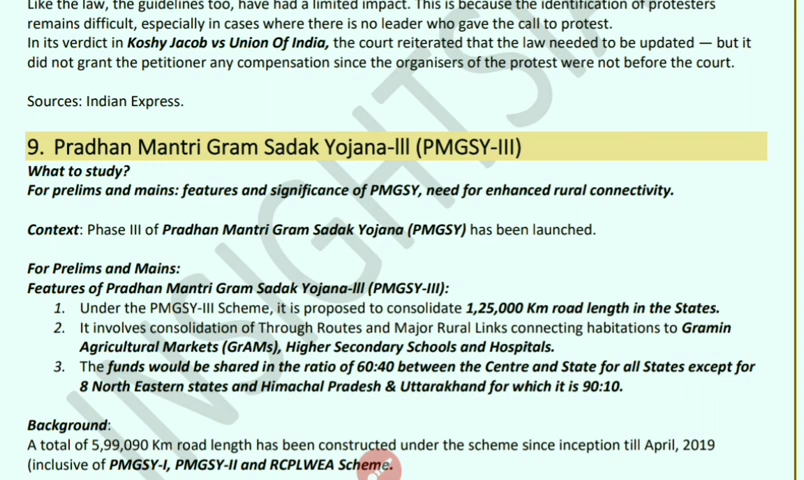 Like the law, the guidelines too, have had a limited impact. This is because the identification of protesters
remains difficult, especially in cases where there is no leader who gave the call to protest.
In its verdict in Koshy Jacob vs Union Of India, the court reiterated that the law needed to be updated — but it
did not grant the petitioner any compensation since the organisers of the protest were not before the court.
Sources: Indian Express.
9. Pradhan Mantri Gram Sadak Yojana-lll (PMGSY-III)
What to study?
For prelims and mains: features and significance of PMGSY, need for enhanced rural connectivity.
Context: Phase III of Pradhan Mantri Gram Sadak Yojana (PMGSY) has been launched.
For Prelims and Mains:
Features of Pradhan Mantri Gram Sadak Yojana-lll (PMGSY-III):
1. Under the PMGSY-III Scheme, it is proposed to consolidate 1,25,000 Km road length in the States.
2. It involves consolidation of Through Routes and Major Rural Links connecting habitations to Gramin
Agricultural Markets (GrAMs), Higher Secondary Schools and Hospitals.
3. The funds would be shared in the ratio of 60:40 between the Centre and State for all States except for
8 North Eastern states and Himachal Pradesh & Uttarakhand for which it is 90:10.
Background:
A total of 5,99,090 Km road length has been constructed under the scheme since inception till April, 2019
(inclusive of PMGSY-I, PMGSY-II and RCPLWEA Scheme.
INSIGHTSIA